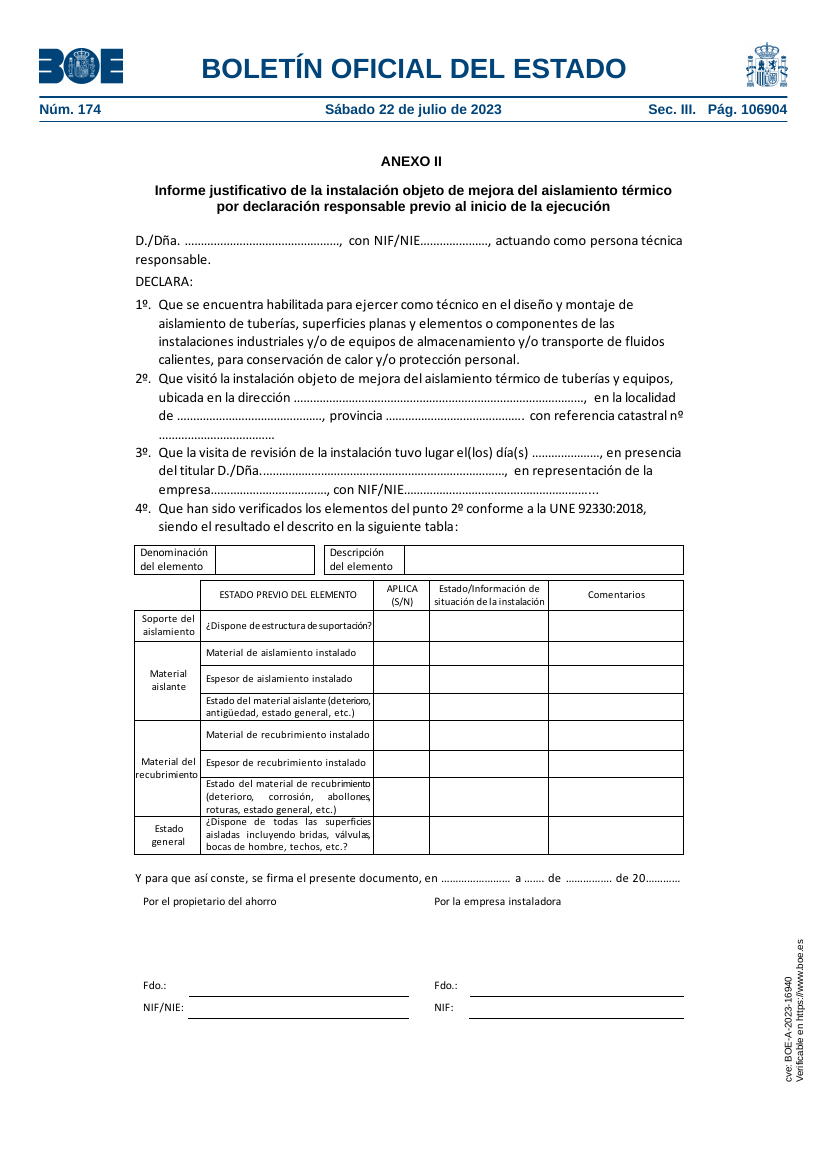 BOE
BOLETÍN OFICIAL DEL ESTADO
Núm. 174
Sábado 22 de julio de 2023
Sec. III. Pág. 106904
ANEXO II
Informe justificativo de la instalación objeto de mejora del aislamiento térmico
por declaración responsable previo al inicio de la ejecución
D./Dña. ………………………………………, con NIF/NIE…………………, actuando como persona técnica
responsable.
DECLARA:
1º. Que se encuentra habilitada para ejercer como técnico en el diseño y montaje de
aislamiento de tuberías, superficies planas y elementos o componentes de las
instalaciones industriales y/o de equipos de almacenamiento y/o transporte de fluidos
calientes, para conservación de calor y/o protección personal.
2º. Que visitó la instalación objeto de mejora del aislamiento térmico de tuberías y equipos,
ubicada en la dirección …………………………………………………………………………, en la localidad
de ……………………………………, provincia ………………………………….. con referencia catastral nº
……………………………
3º. Que la visita de revisión de la instalación tuvo lugar el(los) día(s) …………………, en presencia
del titular D./Dña.……………………………………………………………, en representación de la
empresa……………………………, con NIF/NIE………………………………………………...
4º. Que han sido verificados los elementos del punto 2º conforme a la UNE 92330:2018,
siendo el resultado el descrito en la siguiente tabla:
Denominación
del elemento
Descripción
del elemento
ESTADO PREVIO DEL ELEMENTO
APLICA
(S/N)
Estado/Información de
situación de la instalación
Comentarios
Soporte del
aislamiento
¿Dispone de estructura de suportación?
Material
aislante
Material de aislamiento instalado
Espesor de aislamiento instalado
Estado del material aislante (deterioro,
antigüedad, estado general, etc.)
Material del
recubrimiento
Material de recubrimiento instalado
Espesor de recubrimiento instalado
Estado del material de recubrimiento
(deterioro, corrosión, abollones,
roturas, estado general, etc.)
Estado
general
¿Dispone de todas las superficies
aisladas incluyendo bridas, válvulas,
bocas de hombre, techos, etc.?
Y para que así conste, se firma el presente documento, en …………………… a ……. de ……………. de 20…………
Por el propietario del ahorro
Por la empresa instaladora
Fdo.:
Fdo.:
NIF/NIE:
NIF:
cve: BOE-A-2023-16940
Verificable en https://www.boe.es